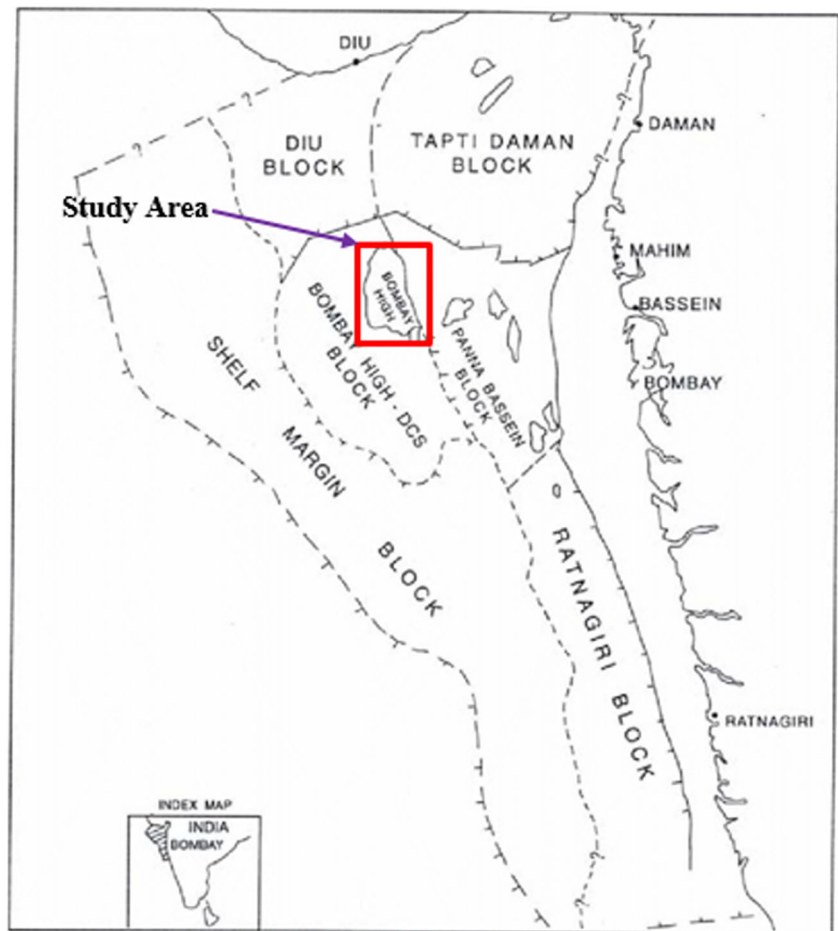 DIU
DAMAN
DIU
BLOCK
TAPTI DAMAN
BLOCK
Study Area
MAHIM
BASSEIN
BOMBAY
HIGH
BOMBAY HIGH - DCS
BLOCK
PANNA BASSEIN
BLOCK
BOMBAY
SHELF
MARGIN
BLOCK
RATNAGIRI BLOCK
RATNAGIRI
INDEX MAP
INDIA
BOMBAY
?
?
?
?